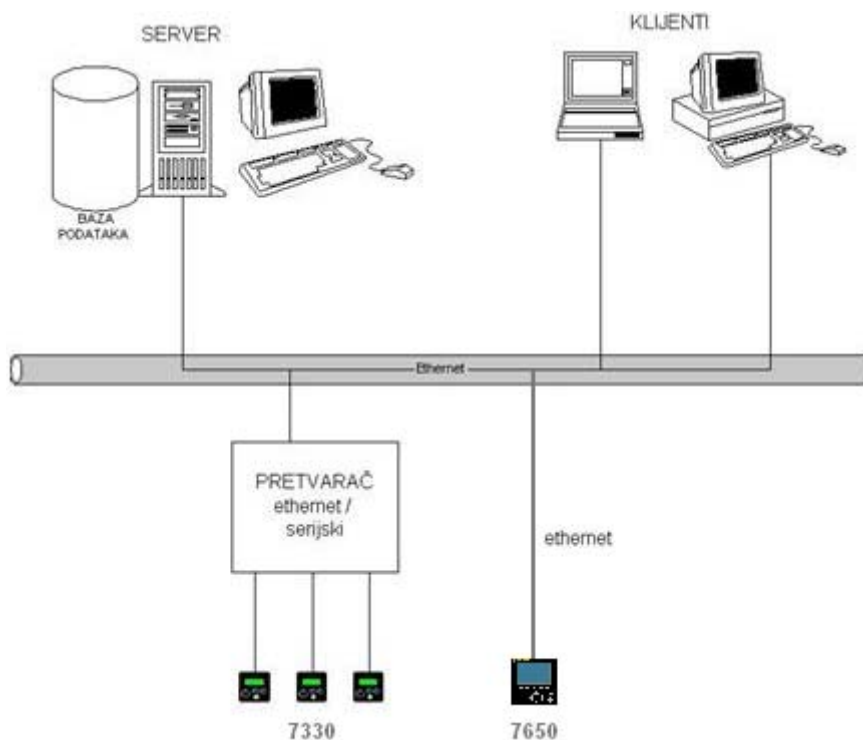 SERVER
KLIJENTI
BAZA
PODATAKA
Ethernet
PRETVARAČ
ethernet /
serijski
ethernet
7330
7650